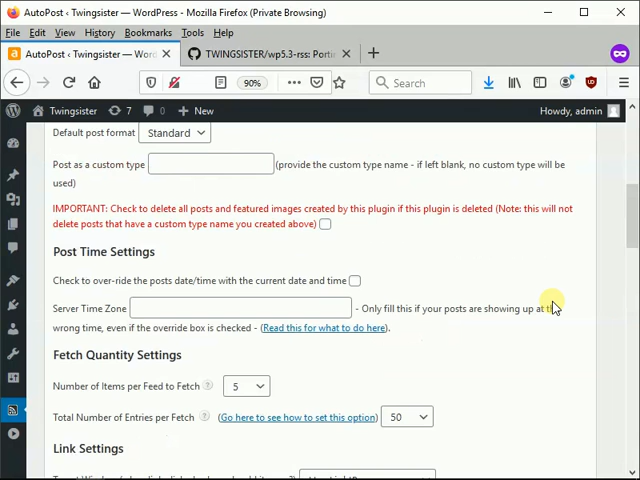 AutoPost ‹ Twingsister — WordPress - Mozilla Firefox (Private Browsing)
File Edit View History Bookmarks Tools Help
AutoPost ‹ Twingsister — Word
TWINGSISTER/wp5.3-rss: Portin
90%
Search
Twingsister 7 0 New Howdy, admin
Default post format Standard
Post as a custom type (provide the custom type name - if left blank, no custom type will be
used)
IMPORTANT: Check to delete all posts and featured images created by this plugin if this plugin is deleted (Note: this will not
delete posts that have a custom type name you created above)
Post Time Settings
Check to over-ride the posts date/time with the current date and time
Server Time Zone - Only fill this if your posts are showing up at the
wrong time, even if the override box is checked - (Read this for what to do here).
Fetch Quantity Settings
Number of Items per Feed to Fetch ? 5
Total Number of Entries per Fetch ? (Go here to see how to set this option) 50
Link Settings